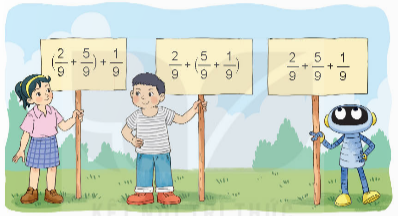 (2/9 + 5/9) + 1/9
2/9 + (5/9 + 1/9)
2/9 + 5/9 + 1/9